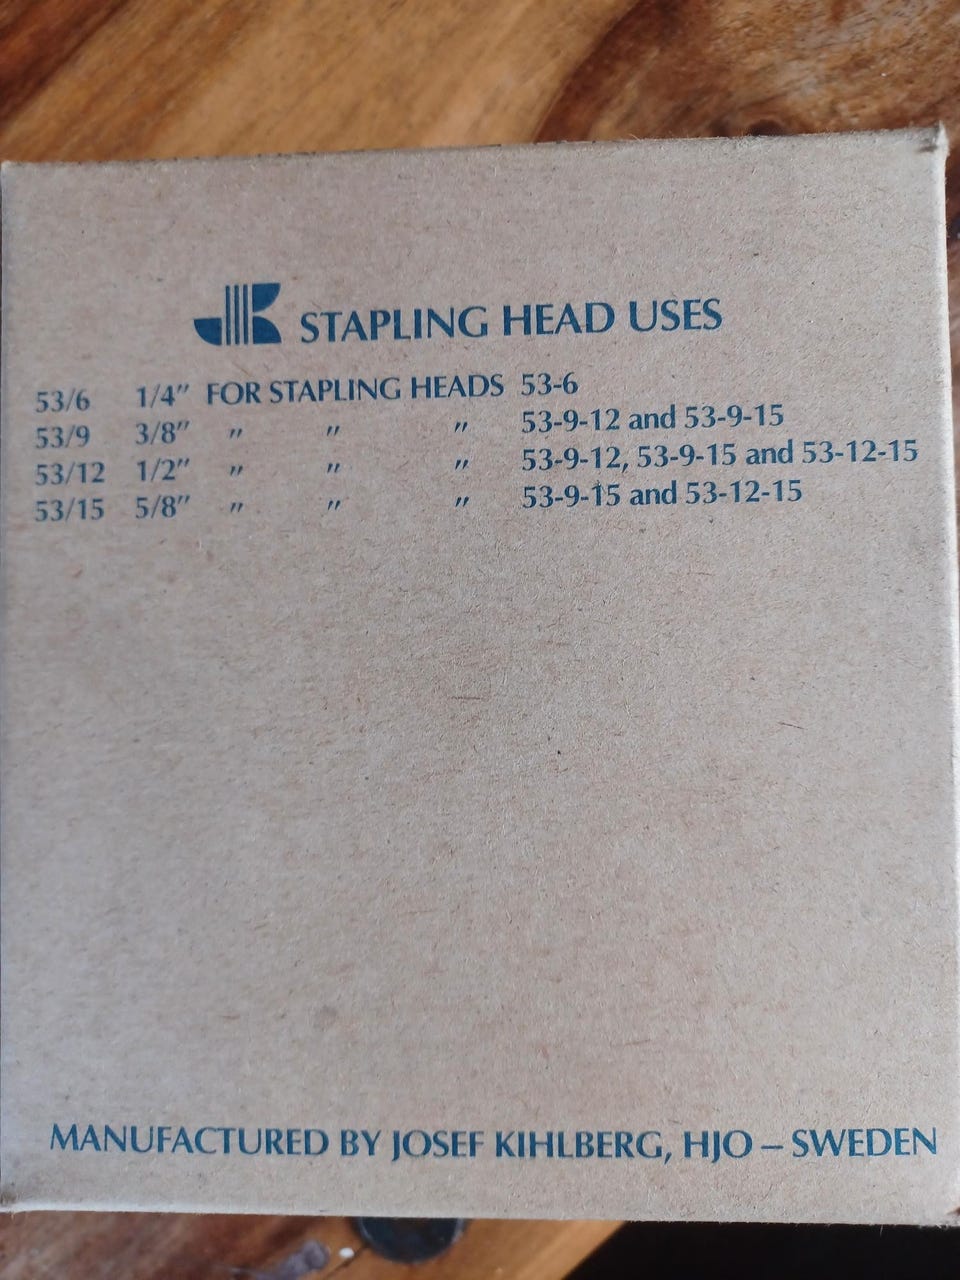 JK STAPLING HEAD USES
53/6 1/4" FOR STAPLING HEADS 53-6
53/9 3/8" " " " 53-9-12 and 53-9-15
53/12 1/2" " " " 53-9-12, 53-9-15 and 53-12-15
53/15 5/8" " " " 53-9-15 and 53-12-15
MANUFACTURED BY JOSEF KIHLBERG, HJO – SWEDEN